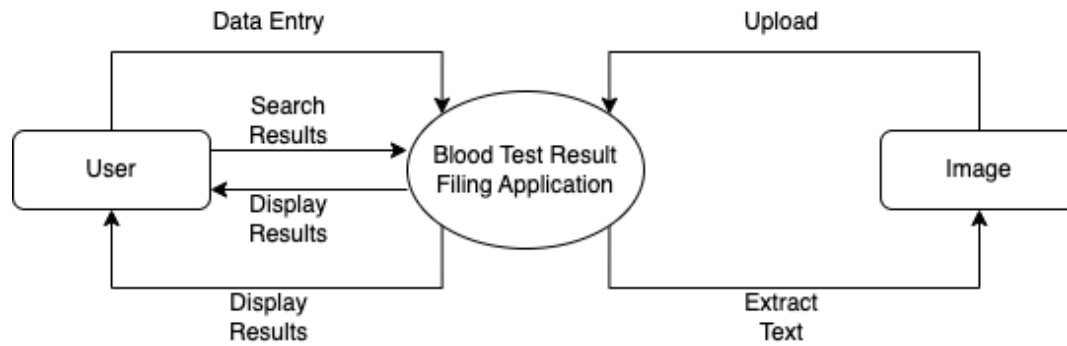 Data Entry
Upload
Search
Results
User
Blood Test Result
Filing Application
Image
Display
Results
Display
Results
Extract
Text